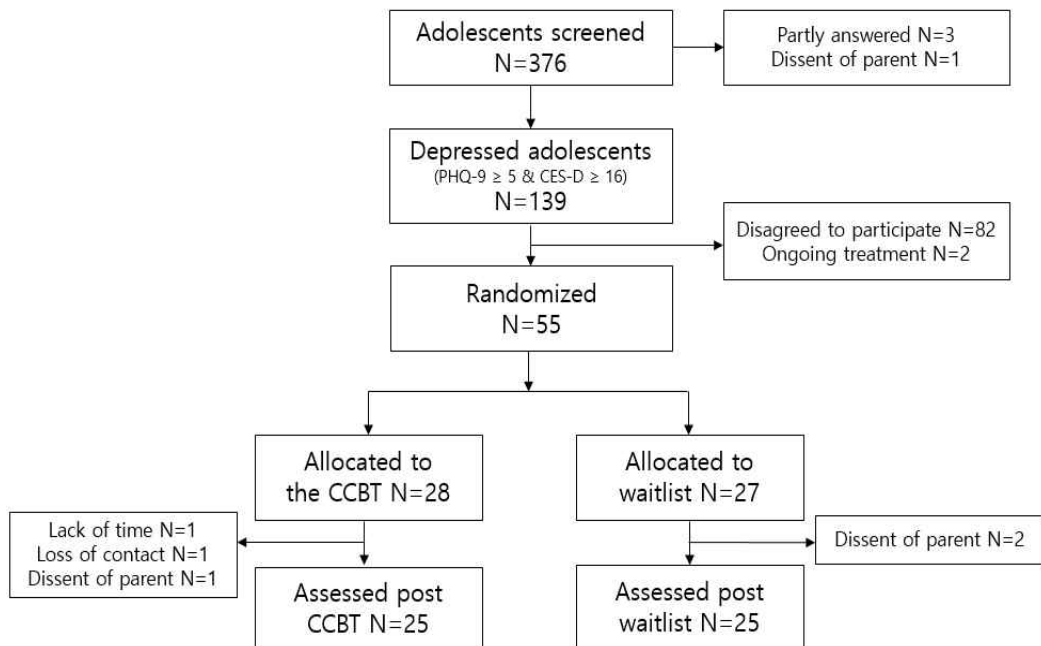 Adolescents screened
N=376
Partly answered N=3
Dissent of parent N=1
Depressed adolescents
(PHQ-9 ≥ 5 & CES-D ≥ 16)
N=139
Disagreed to participate N=82
Ongoing treatment N=2
Randomized
N=55
Allocated to
the CCBT N=28
Allocated to
waitlist N=27
Lack of time N=1
Loss of contact N=1
Dissent of parent N=1
Dissent of parent N=2
Assessed post
CCBT N=25
Assessed post
waitlist N=25